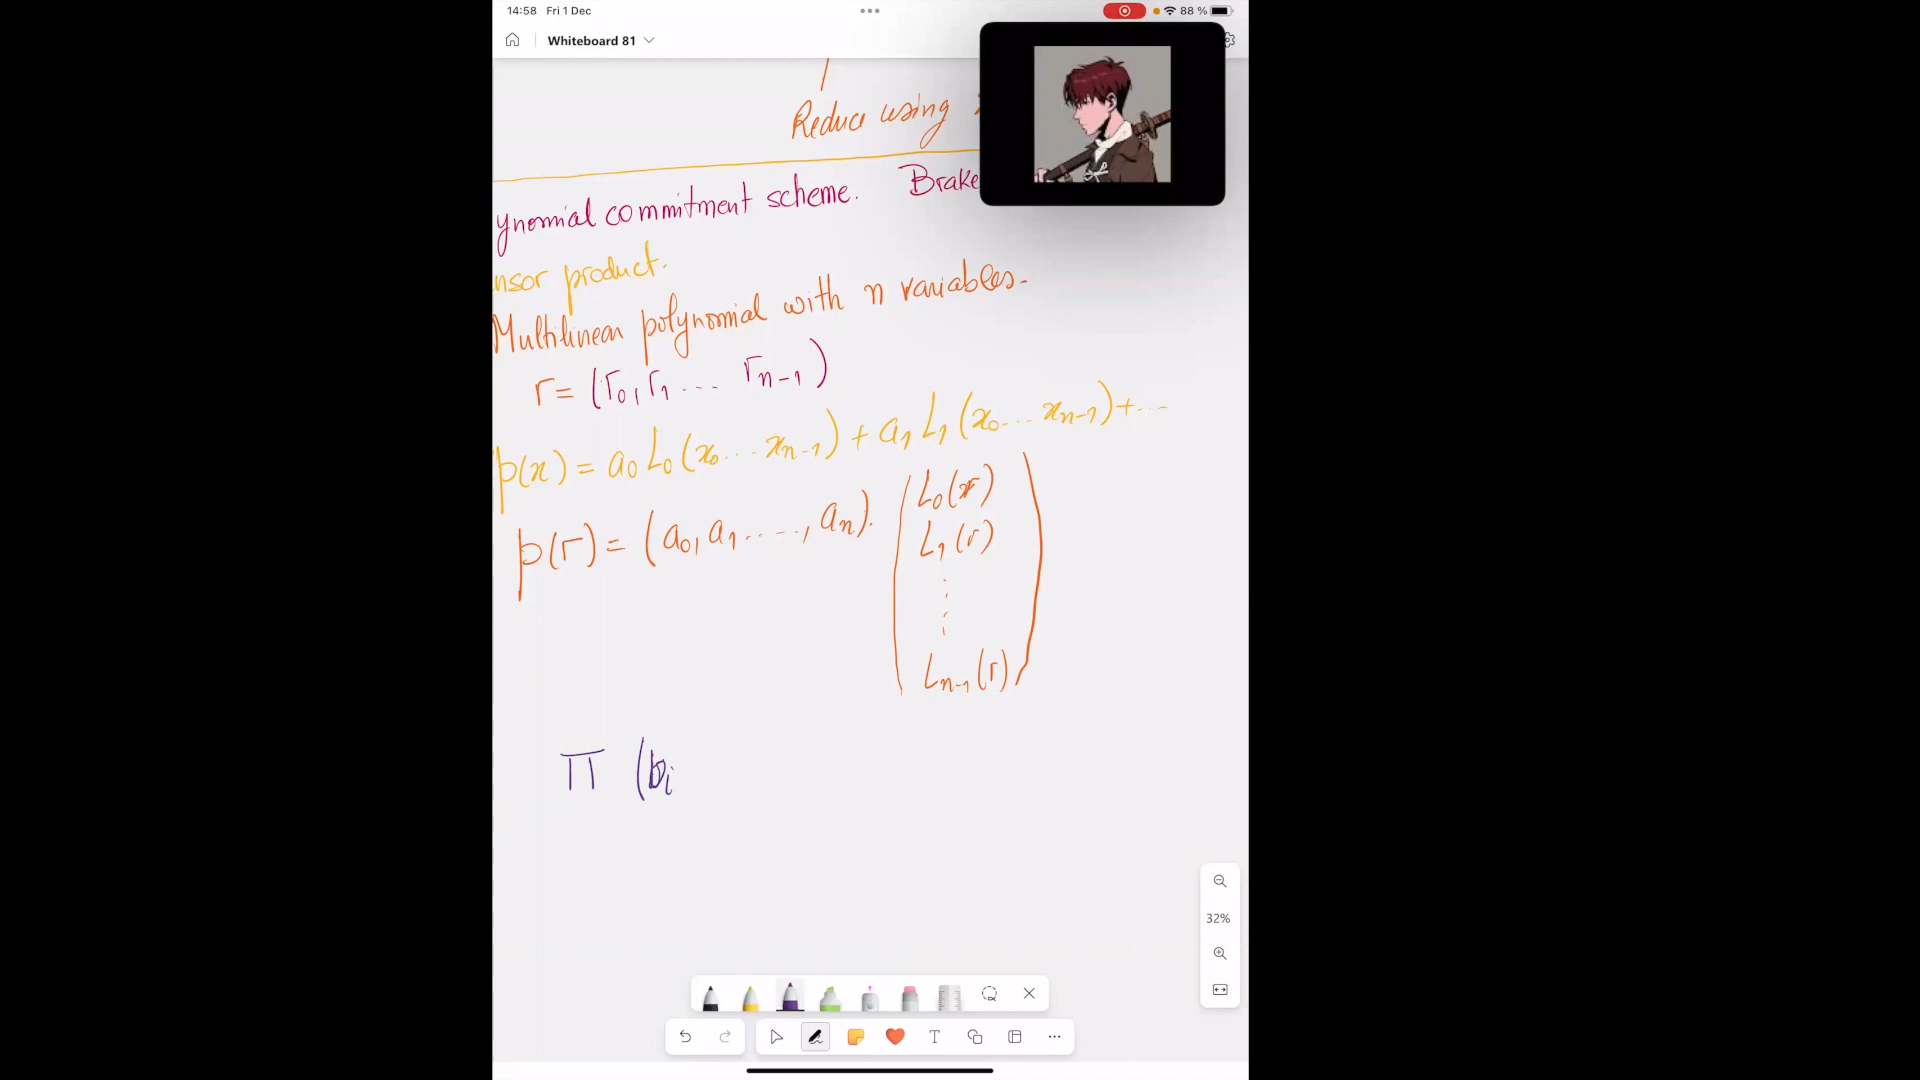 14:58 Fri 1 Dec 88 %
Whiteboard 81
Reduce using
ynomial commitment scheme. Brake
nsor product.
Multilinear polynomial with n variables.
r = (r₀, r₁ ... rₙ₋₁)
p(x) = a₀ L₀(x₀ ... xₙ₋₁) + a₁ L₁(x₀ ... xₙ₋₁) + ...
p(r) = (a₀, a₁ ....., aₙ).
L₀(r)
L₁(r)
⋮
Lₙ₋₁(r)
Π (bᵢ
32%
T